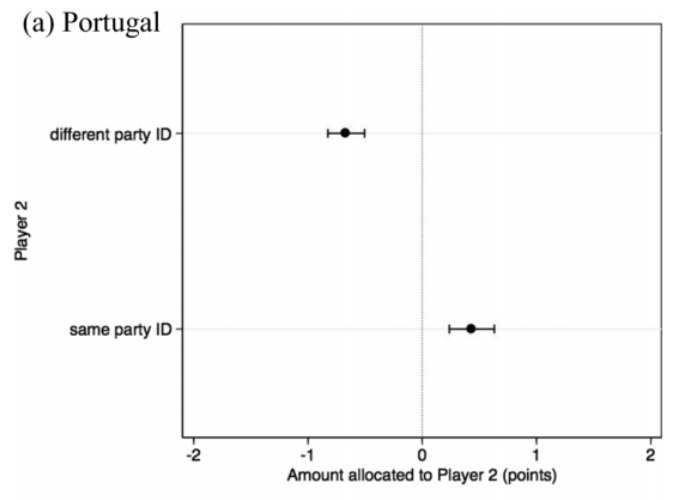 (a) Portugal
different party ID
Player 2
same party ID
-2 -1 0 1 2
Amount allocated to Player 2 (points)